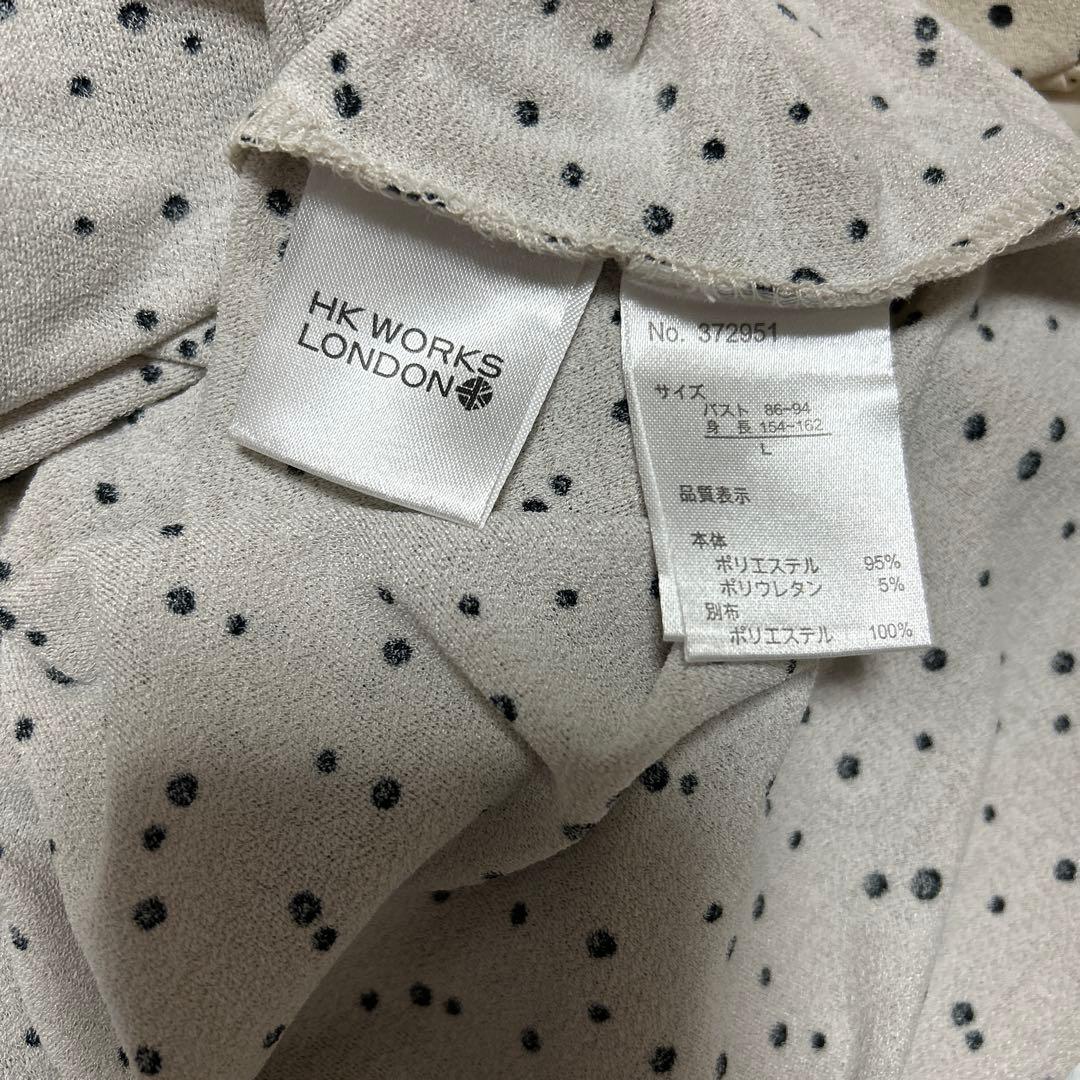 HK WORKS
LONDON
No. 372951
サイズ
バスト 86-94
身長 154-162
L
品質表示
本体
ポリエステル 95%
ポリウレタン 5%
別布
ポリエステル 100%